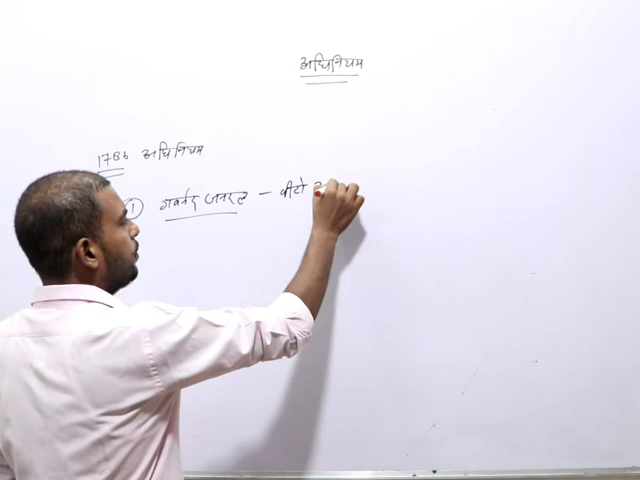 अधिनियम
1786 अधिनियम
① गवर्नर जनरल – वीटो